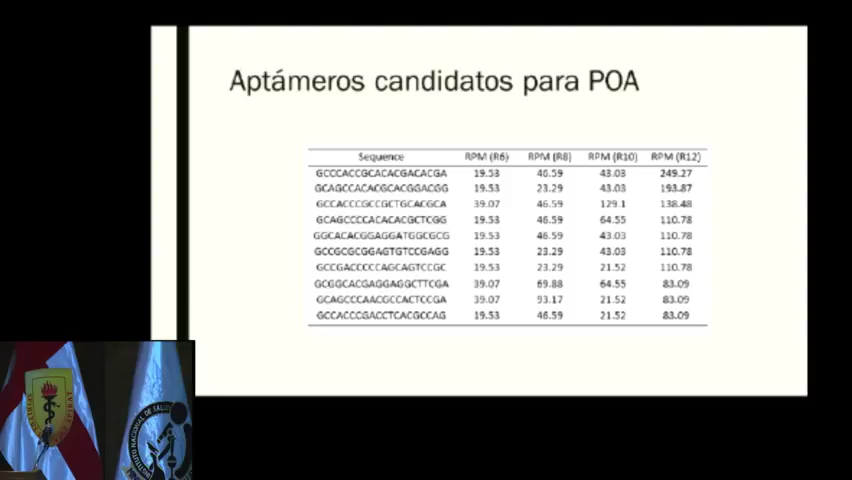 Aptámeros candidatos para POA
Sequence RPM (R6) RPM (R8) RPM (R10) RPM (R12)
GCCCACCGCACACGACACGA 19.53 46.59 43.03 249.27
GCAGCCACACGCACGGACGG 19.53 23.29 43.03 193.87
GCCACCCGCCGCTGCACGCA 39.07 46.59 129.1 138.48
GCAGCCCCACACACGCTCGG 19.53 46.59 64.55 110.78
GGCACACGGAGGATGGCGCG 19.53 46.59 43.03 110.78
GCCGCGCGGAGTGTCCGAGG 19.53 23.29 43.03 110.78
GCCGACCCCCAGCAGTCCGC 19.53 23.29 21.52 110.78
GCGGCACGAGGAGGCTTCGA 39.07 69.88 64.55 83.09
GCAGCCCAACGCCACTCCGA 39.07 93.17 21.52 83.09
GCCACCCGACCTCACGCCAG 19.53 46.59 21.52 83.09
INSTITUTO NACIONAL DE SALUD